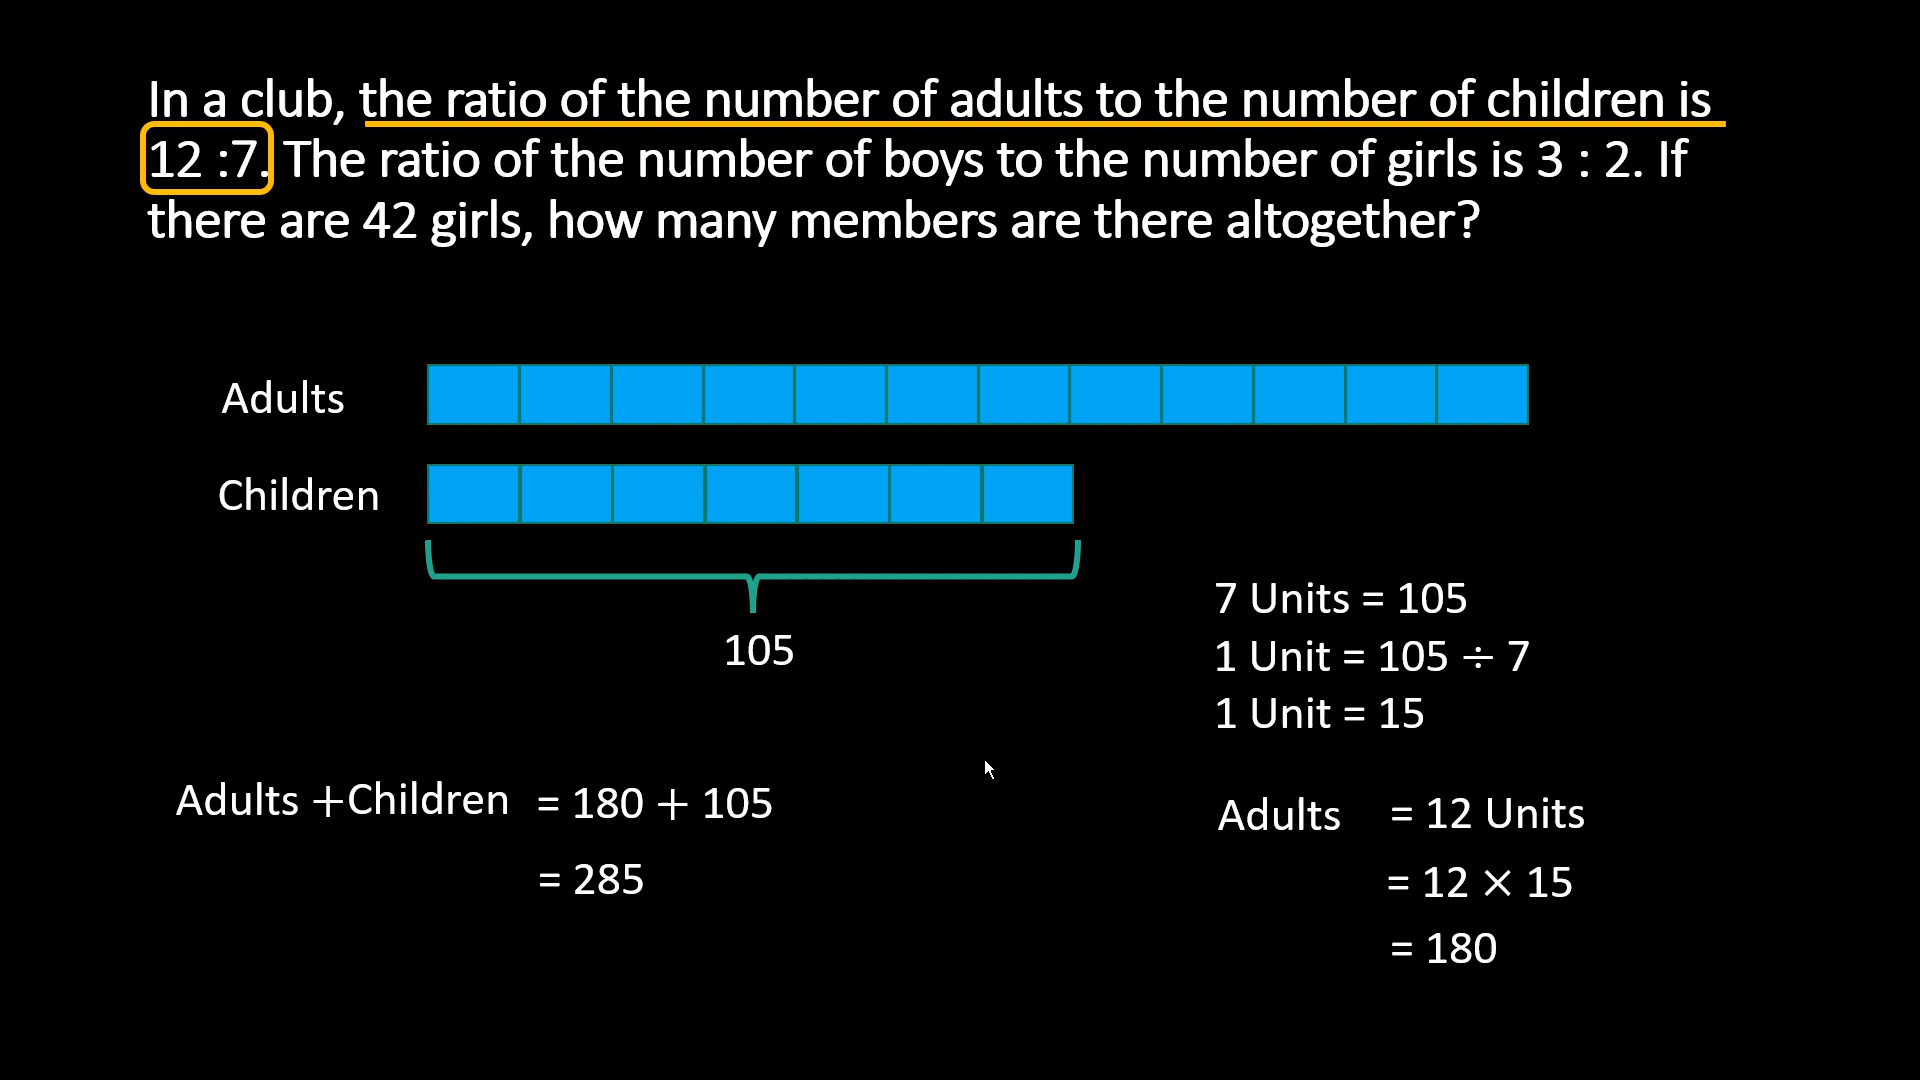 In a club, the ratio of the number of adults to the number of children is
12 :7. The ratio of the number of boys to the number of girls is 3 : 2. If
there are 42 girls, how many members are there altogether?
Adults
Children
105
7 Units = 105
1 Unit = 105 ÷ 7
1 Unit = 15
Adults +Children = 180 + 105
= 285
Adults = 12 Units
= 12 × 15
= 180